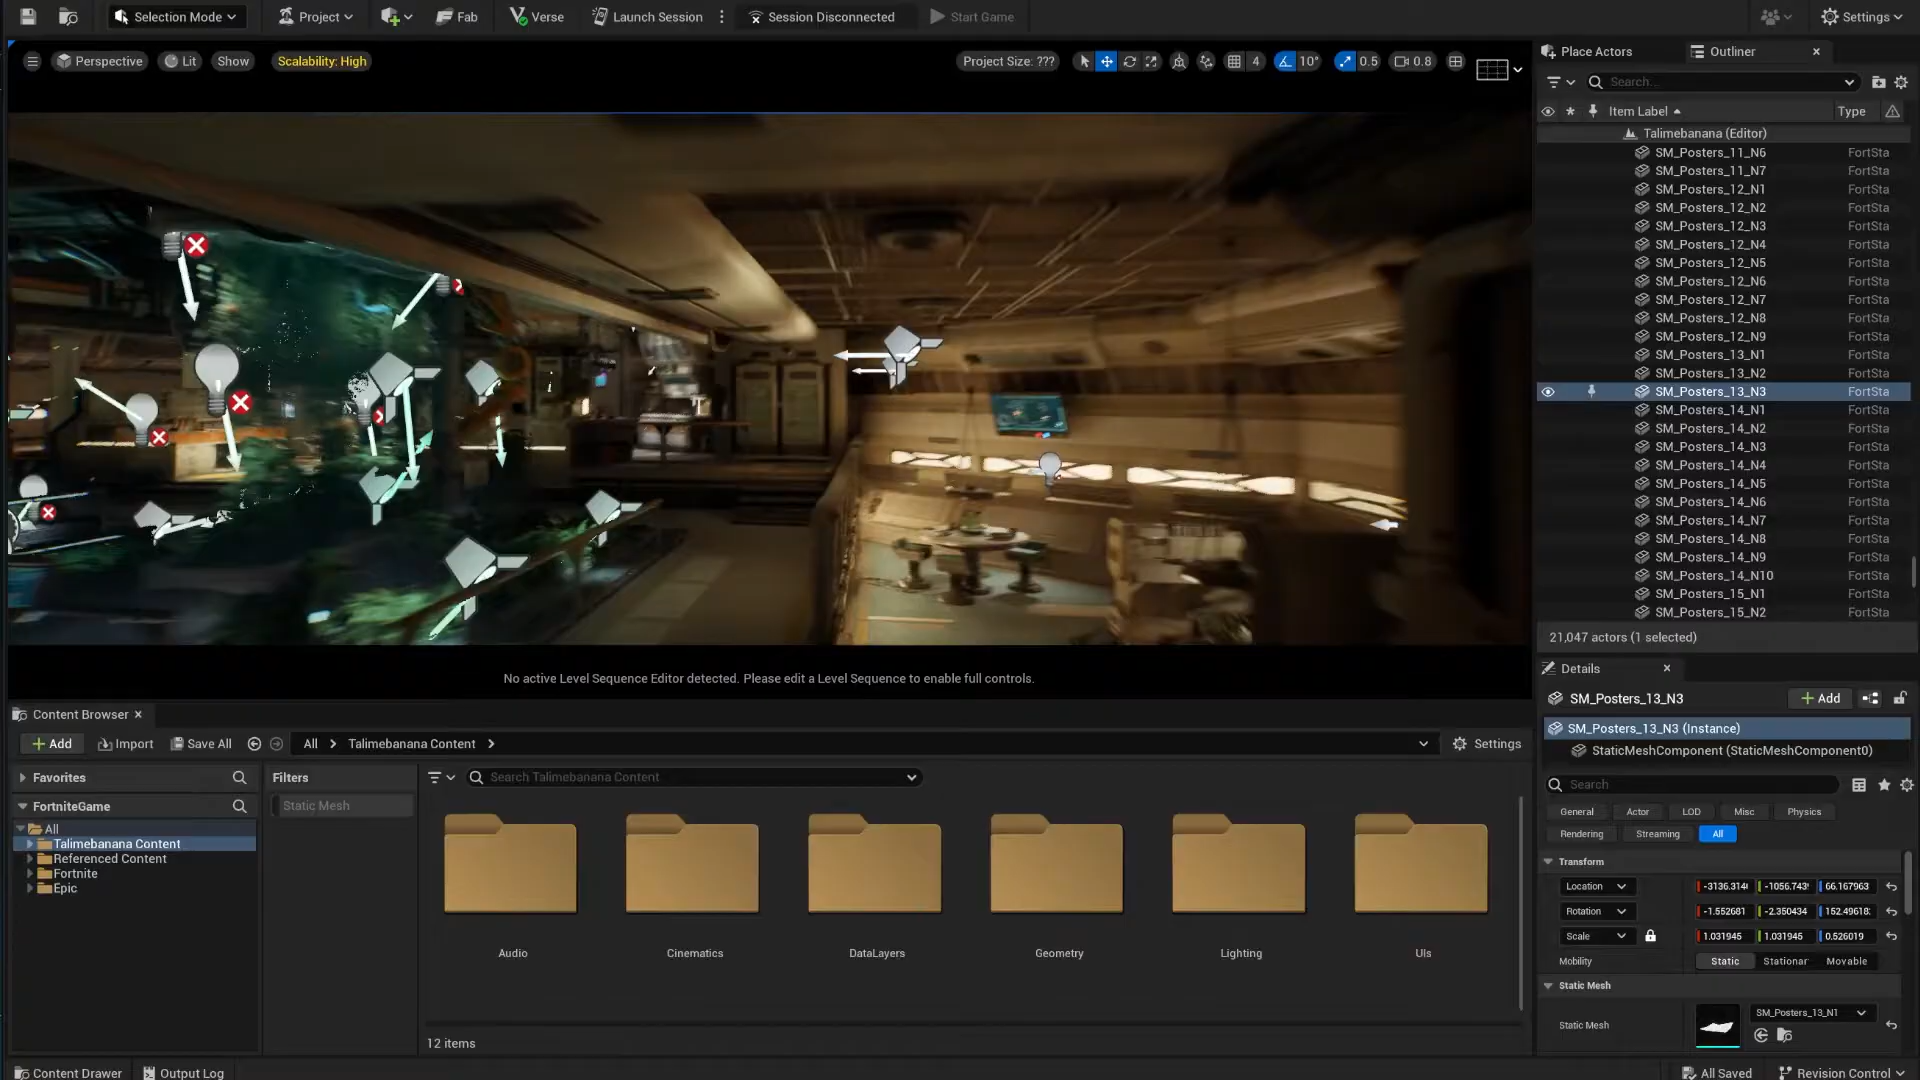 Selection Mode Project Fab Verse Launch Session Session Disconnected Start Game Settings
Perspective Lit Show Scalability: High Project Size: ??? 4 10° 0.5 0.8
Place Actors Outliner
Search...
Item Label Type
Talimebanana (Editor)
SM_Posters_11_N6 FortSta
SM_Posters_11_N7 FortSta
SM_Posters_12_N1 FortSta
SM_Posters_12_N2 FortSta
SM_Posters_12_N3 FortSta
SM_Posters_12_N4 FortSta
SM_Posters_12_N5 FortSta
SM_Posters_12_N6 FortSta
SM_Posters_12_N7 FortSta
SM_Posters_12_N8 FortSta
SM_Posters_12_N9 FortSta
SM_Posters_13_N1 FortSta
SM_Posters_13_N2 FortSta
SM_Posters_13_N3 FortSta
SM_Posters_14_N1 FortSta
SM_Posters_14_N2 FortSta
SM_Posters_14_N3 FortSta
SM_Posters_14_N4 FortSta
SM_Posters_14_N5 FortSta
SM_Posters_14_N6 FortSta
SM_Posters_14_N7 FortSta
SM_Posters_14_N8 FortSta
SM_Posters_14_N9 FortSta
SM_Posters_14_N10 FortSta
SM_Posters_15_N1 FortSta
SM_Posters_15_N2 FortSta
21,047 actors (1 selected)
No active Level Sequence Editor detected. Please edit a Level Sequence to enable full controls.
Details
SM_Posters_13_N3 Add
SM_Posters_13_N3 (Instance)
StaticMeshComponent (StaticMeshComponent0)
Search
General Actor LOD Misc Physics
Rendering Streaming All
Transform
Location -3136.314 -1056.743 66.167963
Rotation -1.552681 -2.350434 152.49618
Scale 1.031945 1.031945 0.526019
Mobility Static Stationar Movable
Static Mesh
Static Mesh SM_Posters_13_N1
Content Browser
Add Import Save All All Talimebanana Content Settings
Favorites
FortniteGame
All
Talimebanana Content
Referenced Content
Fortnite
Epic
Filters
Static Mesh
Search Talimebanana Content
Audio Cinematics DataLayers Geometry Lighting UIs
12 items
Content Drawer Output Log All Saved Revision Control